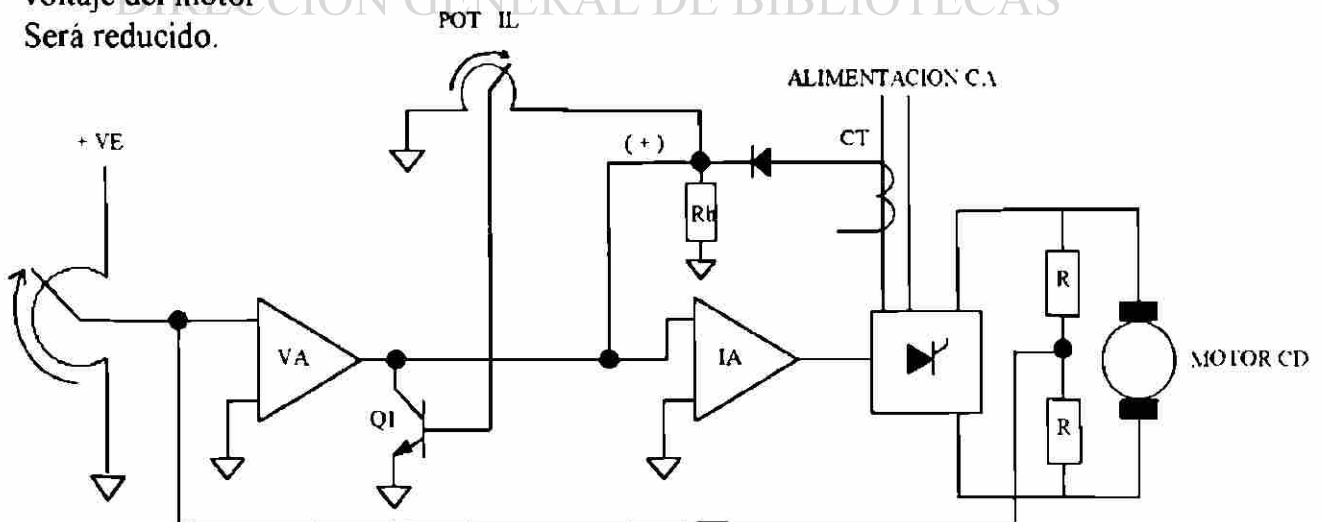 voltaje del motor
DIRECCIÓN GENERAL DE BIBLIOTECAS
Será reducido.
POT IL
ALIMENTACION C.A
+ VE
( + )
CT
Rb
R
VA
IA
MOTOR CD
Q1
R